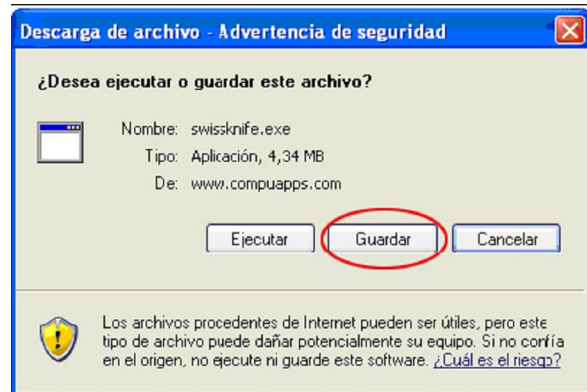 Descarga de archivo - Advertencia de seguridad
¿Desea ejecutar o guardar este archivo?
Nombre: swissknife.exe
Tipo: Aplicación, 4,34 MB
De: www.compuapps.com
Ejecutar Guardar Cancelar
Los archivos procedentes de Internet pueden ser útiles, pero este
tipo de archivo puede dañar potencialmente su equipo. Si no confía
en el origen, no ejecute ni guarde este software. ¿Cuál es el riesgo?